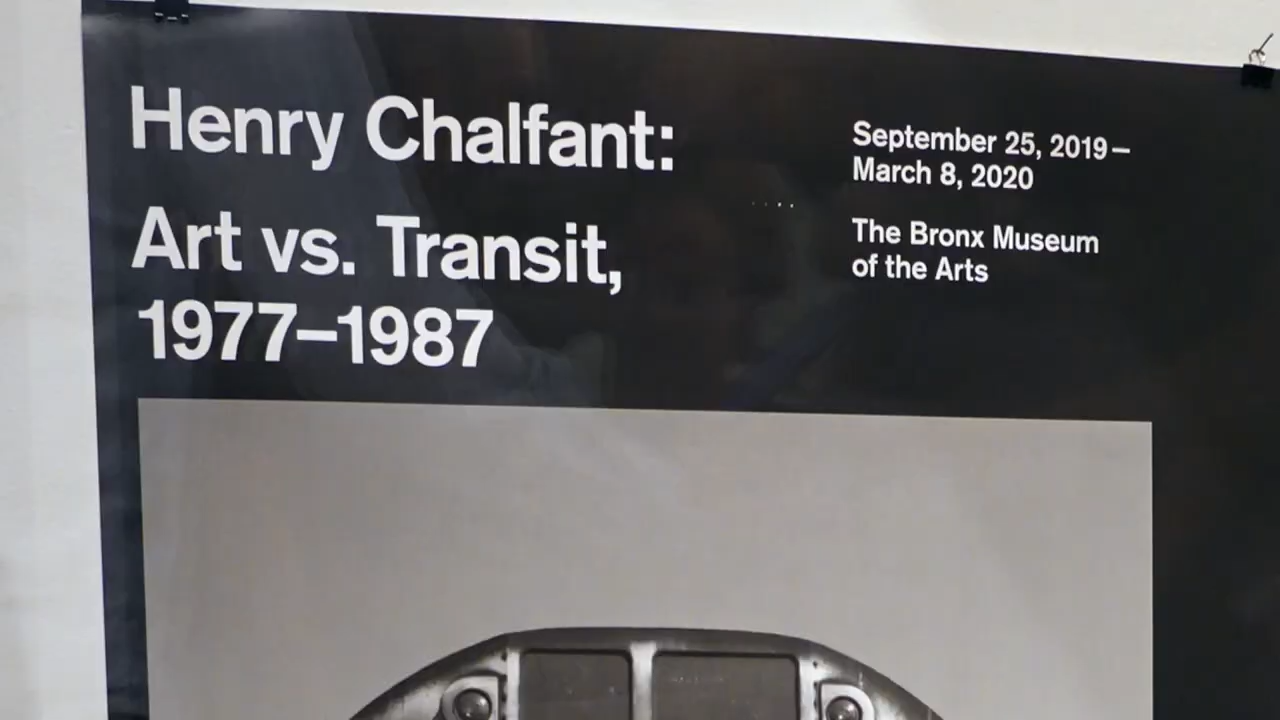 Henry Chalfant:
Art vs. Transit,
1977–1987
September 25, 2019–
March 8, 2020
The Bronx Museum
of the Arts